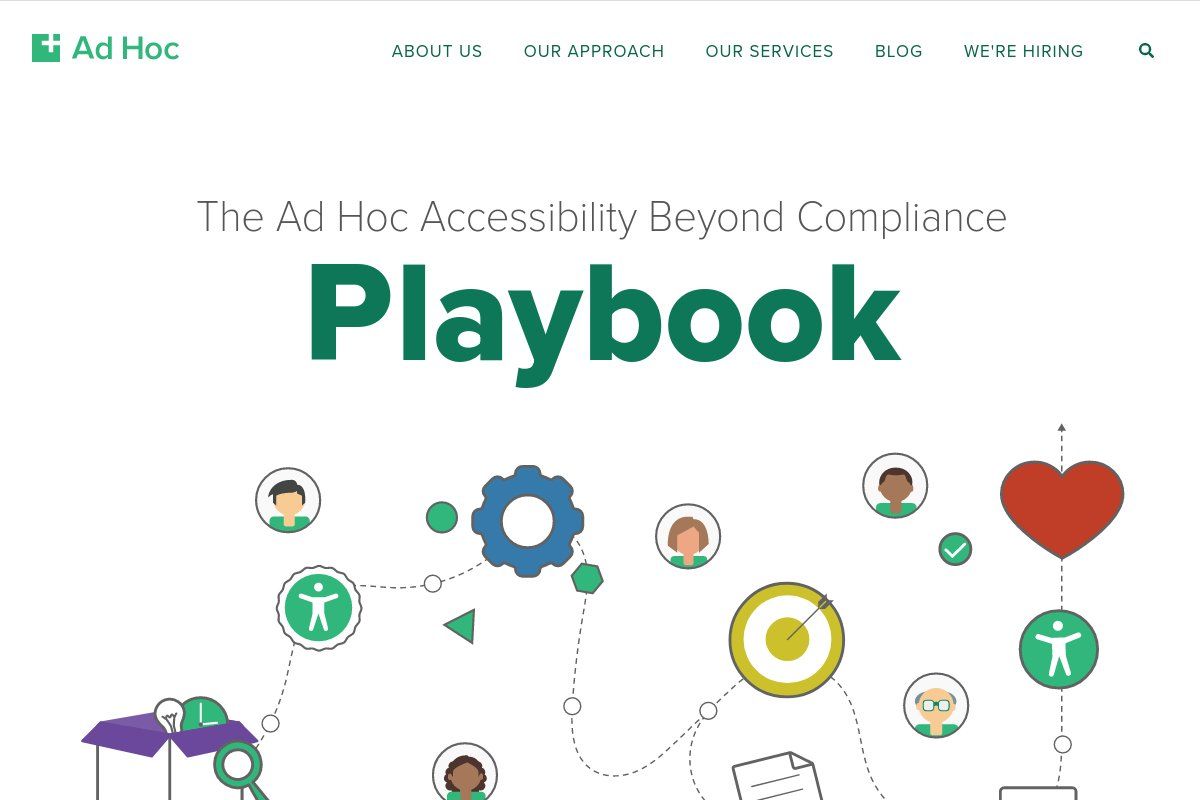 Ad Hoc
ABOUT US OUR APPROACH OUR SERVICES BLOG WE'RE HIRING
The Ad Hoc Accessibility Beyond Compliance
Playbook